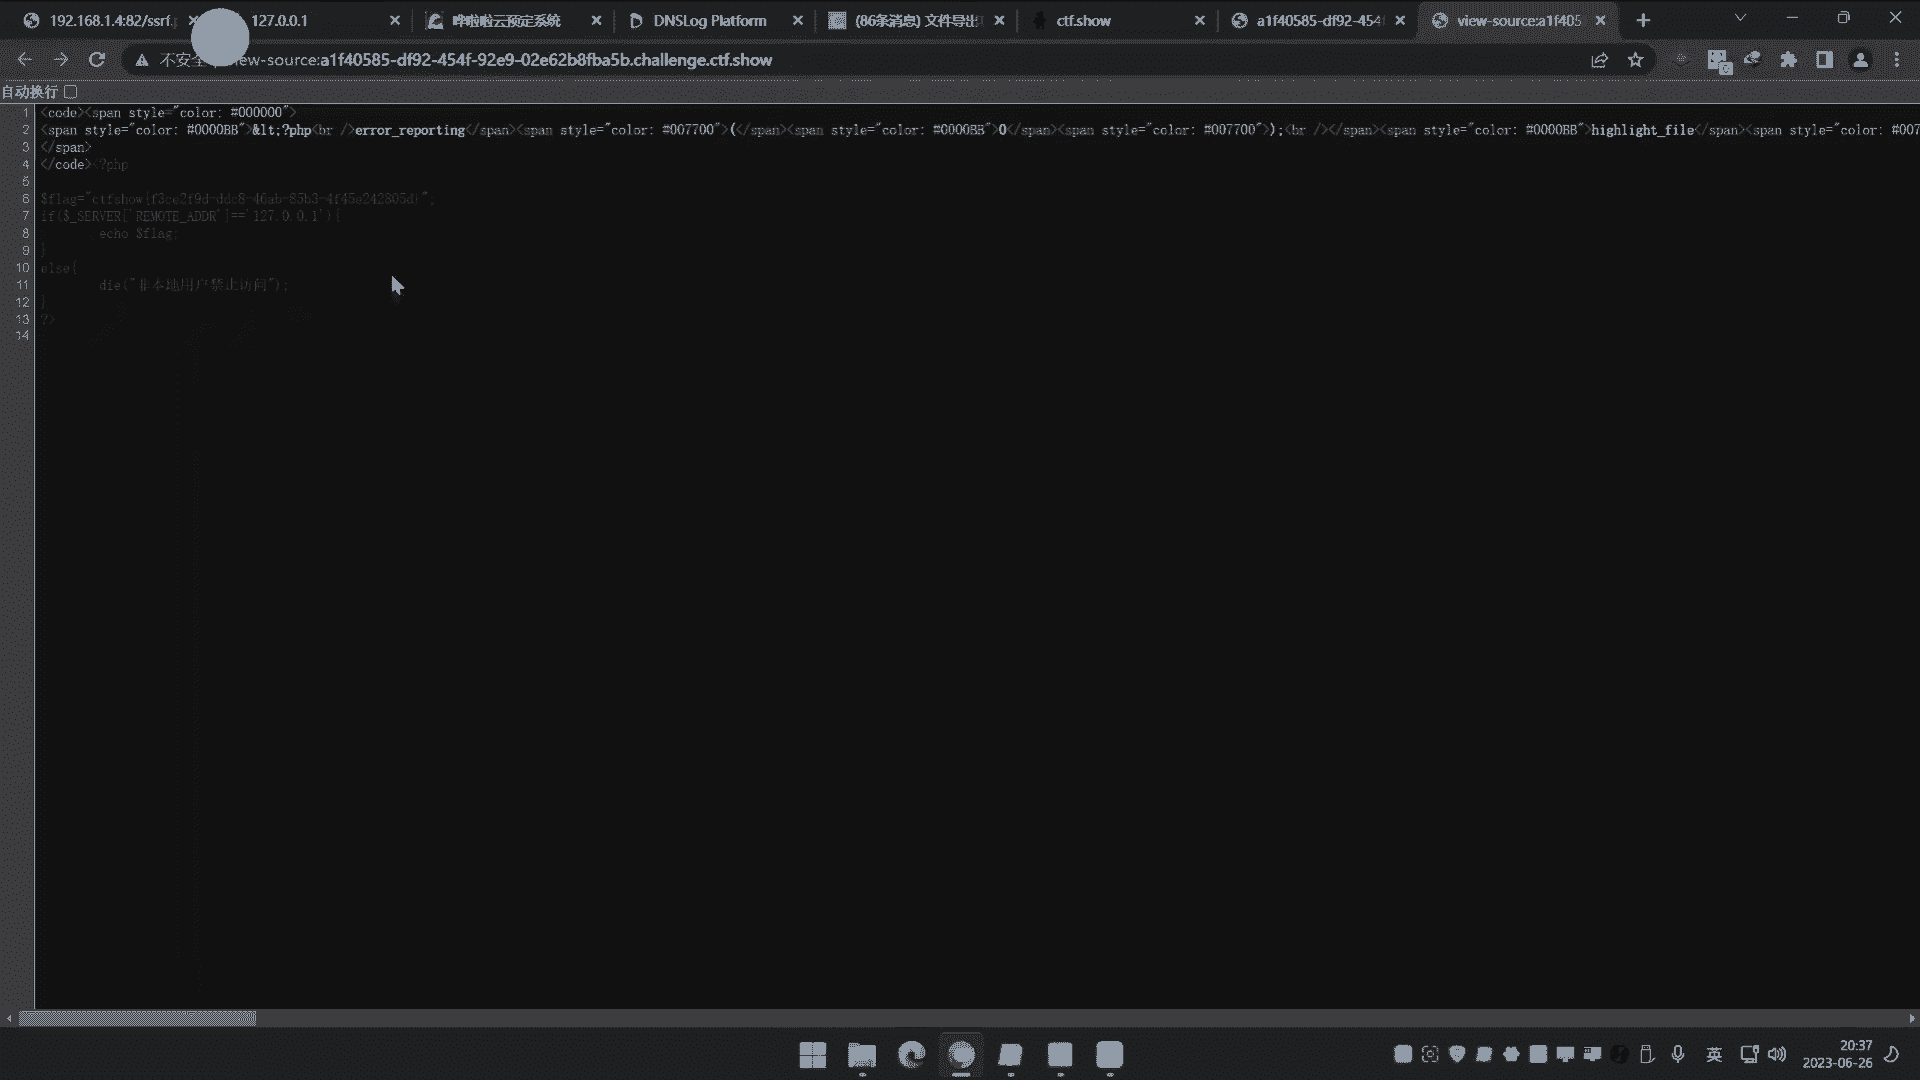 192.168.1.4:82/ssrf.
127.0.0.1
哗啦啦云预定系统
DNSLog Platform
(86条消息) 文件导出
ctf.show
a1f40585-df92-454f
view-source:a1f405
不安全
view-source:a1f40585-df92-454f-92e9-02e62b8fba5b.challenge.ctf.show
自动换行
1 <code><span style="color: #000000">
2 <span style="color: #0000BB">&lt;?php<br />error_reporting</span><span style="color: #007700">(</span><span style="color: #0000BB">0</span><span style="color: #007700">);<br /></span><span style="color: #0000BB">highlight_file</span><span style="color: #007
3 </span>
4 </code><?php
5
6 $flag="ctfshow{f3ce2f9d-ddc8-46ab-85b3-4f45e242805d}";
7 if($_SERVER['REMOTE_ADDR']=='127.0.0.1'){
8 echo $flag;
9 }
10 else{
11 die("非本地用户禁止访问");
12 }
13 ?>
14
英
20:37
2023-06-26